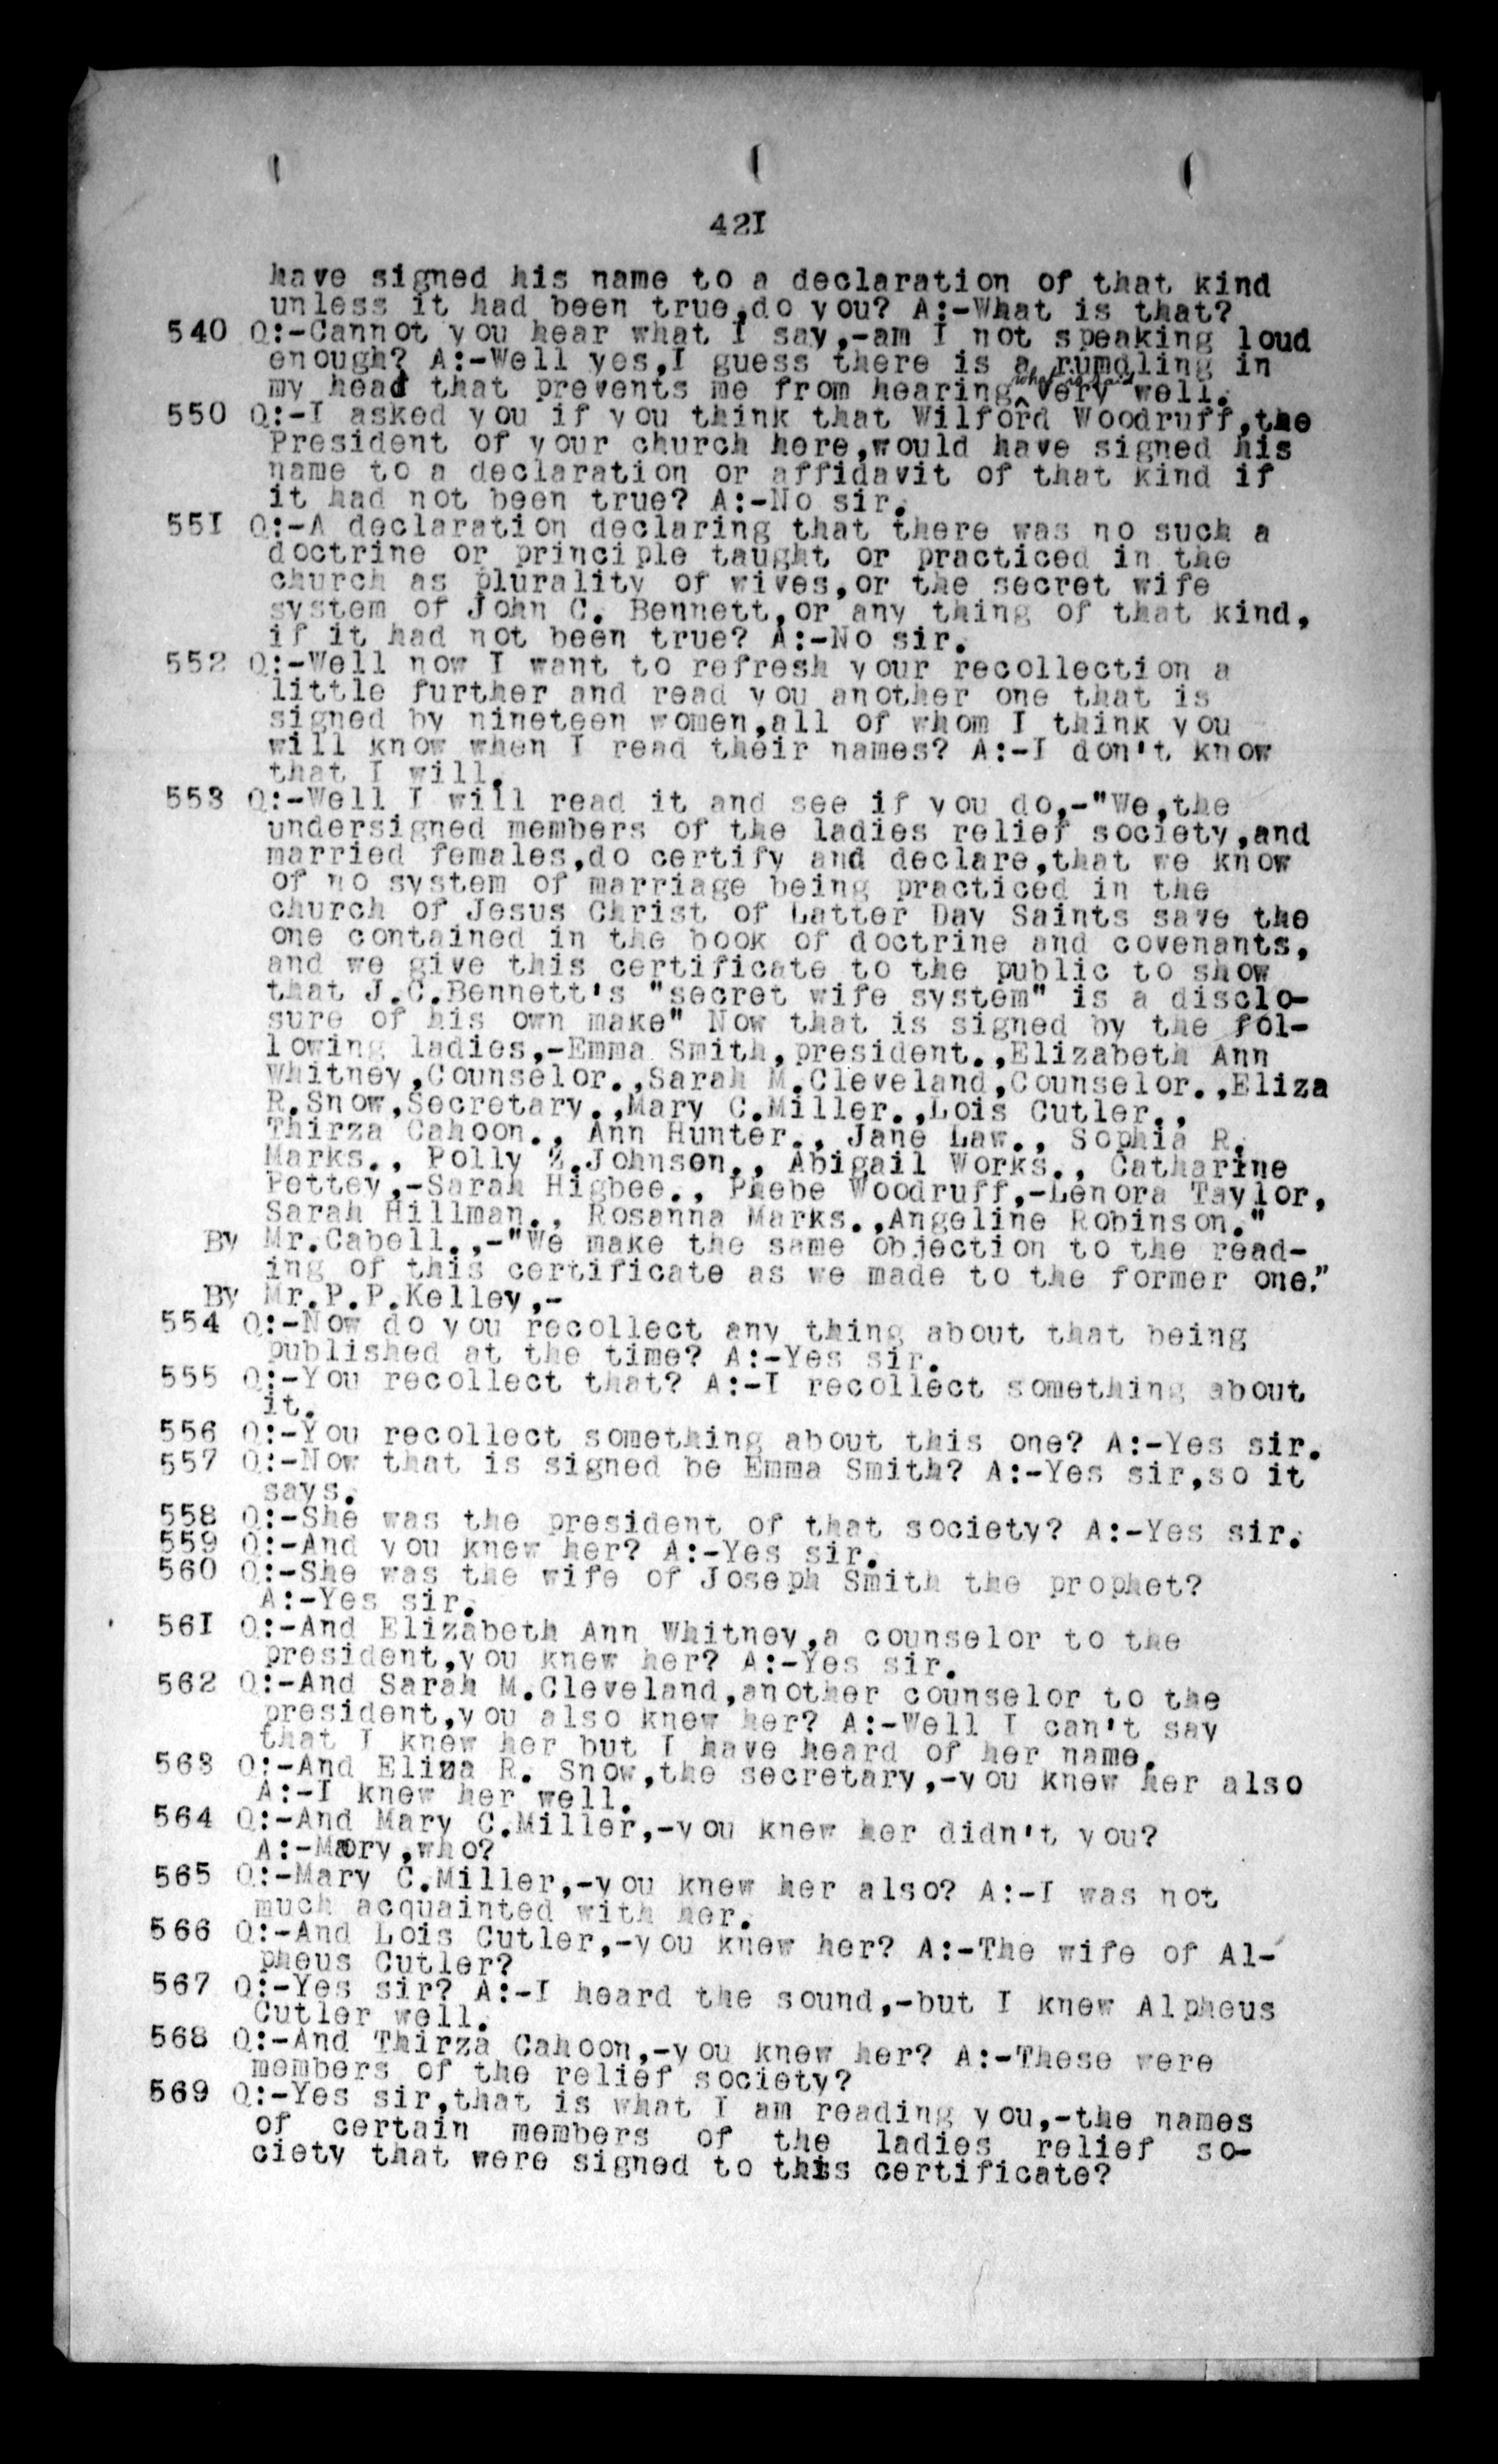 421
have signed his name to a declaration of that kind
unless it had been true,do you? A:-What is that?
540 Q:-Cannot you hear what I say,-am I not speaking loud
enough? A:-Well yes,I guess there is a rumdling in
my head that prevents me from hearing very well.
550 Q:-I asked you if you think that Wilford Woodruff,the
President of your church here,would have signed his
name to a declaration or affidavit of that kind if
it had not been true? A:-No sir.
551 Q:-A declaration declaring that there was no such a
doctrine or principle taught or practiced in the
church as plurality of wives,or the secret wife
system of John C. Bennett,or any thing of that kind,
if it had not been true? A:-No sir.
552 Q:-Well now I want to refresh your recollection a
little further and read you another one that is
signed by nineteen women,all of whom I think you
will know when I read their names? A:-I don't know
that I will.
553 Q:-Well I will read it and see if you do,-"We,the
undersigned members of the ladies relief society,and
married females,do certify and declare,that we know
of no system of marriage being practiced in the
church of Jesus Christ of Latter Day Saints save the
one contained in the book of doctrine and covenants,
and we give this certificate to the public to show
that J.C.Bennett's "secret wife system" is a disclo-
sure of his own make" Now that is signed by the fol-
lowing ladies,-Emma Smith,president.,Elizabeth Ann
Whitney,Counselor.,Sarah M.Cleveland,Counselor.,Eliza
R.Snow,Secretary.,Mary C.Miller.,Lois Cutler.,
Thirza Cahoon., Ann Hunter., Jane Law., Sophia R.
Marks., Polly Z.Johnson., Abigail Works., Catharine
Pettey,-Sarah Higbee., Phebe Woodruff,-Lenora Taylor,
Sarah Hillman., Rosanna Marks.,Angeline Robinson."
By Mr.Cabell.,-"We make the same objection to the read-
ing of this certificate as we made to the former one."
By Mr.P.P.Kelley,-
554 Q:-Now do you recollect any thing about that being
published at the time? A:-Yes sir.
555 Q:-You recollect that? A:-I recollect something about
it.
556 Q:-You recollect something about this one? A:-Yes sir.
557 Q:-Now that is signed be Emma Smith? A:-Yes sir,so it
says.
558 Q:-She was the president of that society? A:-Yes sir.
559 Q:-And you knew her? A:-Yes sir.
560 Q:-She was the wife of Joseph Smith the prophet?
A:-Yes sir.
561 Q:-And Elizabeth Ann Whitney,a counselor to the
president,you knew her? A:-Yes sir.
562 Q:-And Sarah M.Cleveland,another counselor to the
president,you also knew her? A:-Well I can't say
that I knew her but I have heard of her name.
563 Q:-And Eliza R. Snow,the secretary,-you knew her also
A:-I knew her well.
564 Q:-And Mary C.Miller,-you knew her didn't you?
A:-Mary,who?
565 Q:-Mary C.Miller,-you knew her also? A:-I was not
much acquainted with her.
566 Q:-And Lois Cutler,-you knew her? A:-The wife of Al-
pheus Cutler?
567 Q:-Yes sir? A:-I heard the sound,-but I knew Alpheus
Cutler well.
568 Q:-And Thirza Cahoon,-you knew her? A:-These were
members of the relief society?
569 Q:-Yes sir,that is what I am reading you,-the names
of certain members of the ladies relief so-
ciety that were signed to this certificate?